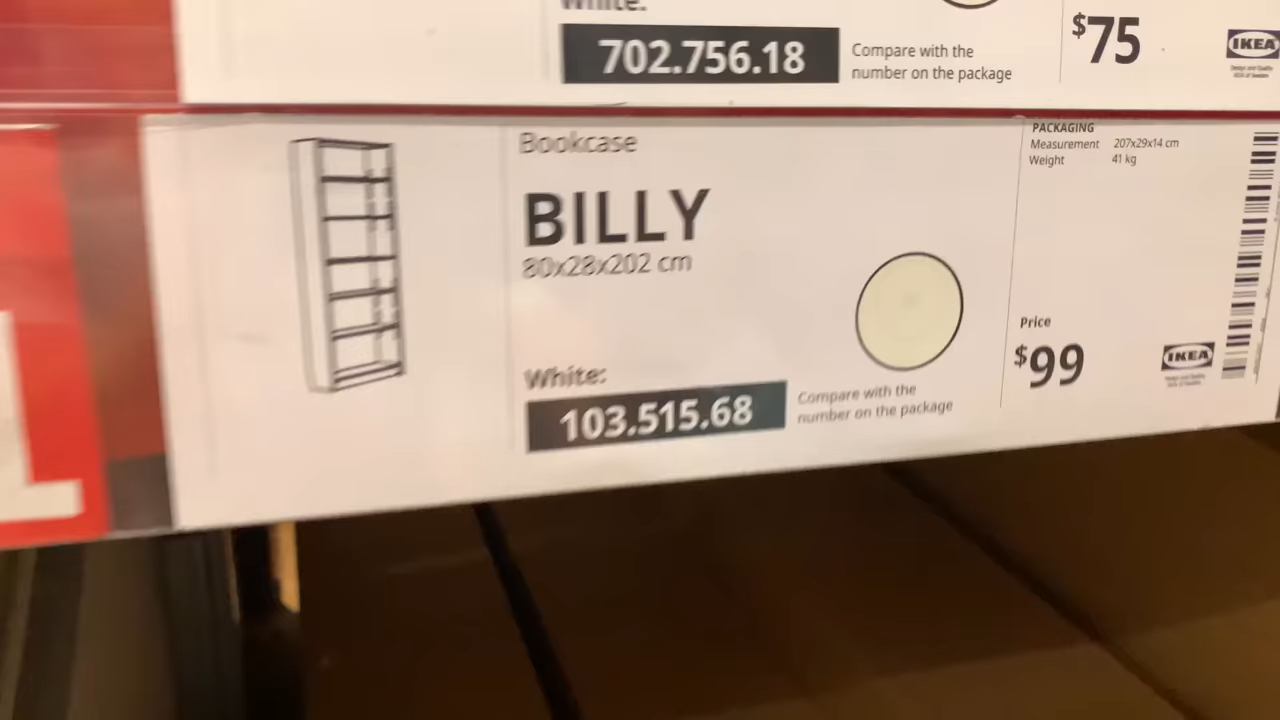 White:
702.756.18
Compare with the
number on the package
$75
IKEA
Bookcase
BILLY
80x28x202 cm
White:
103.515.68
Compare with the
number on the package
PACKAGING
Measurement 207x29x14 cm
Weight 41 kg
Price
$99
IKEA
1